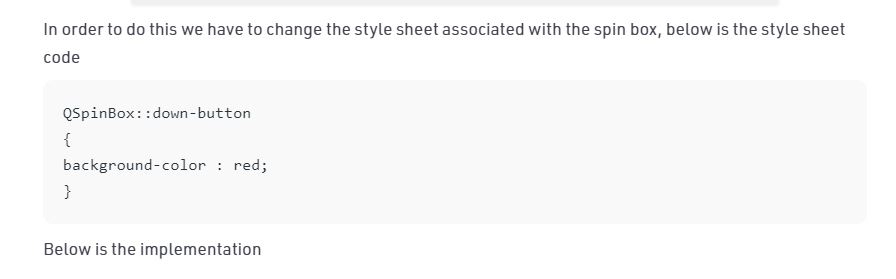 In order to do this we have to change the style sheet associated with the spin box, below is the style sheet
code
QSpinBox::down-button
{
background-color : red;
}
Below is the implementation